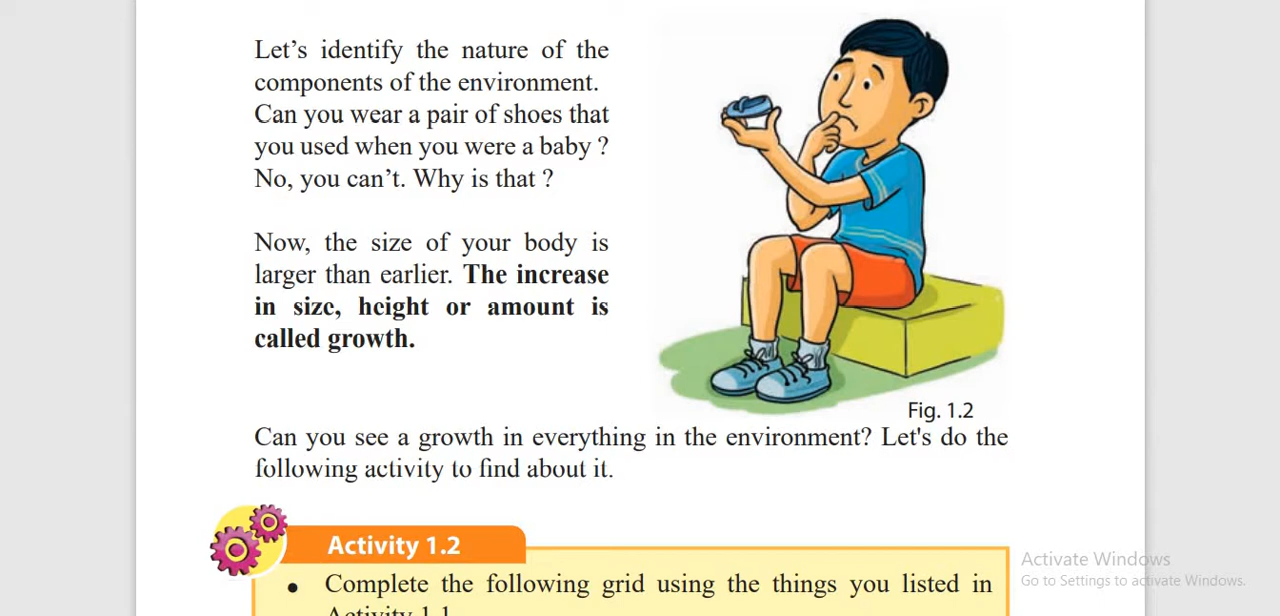 Let’s identify the nature of the
components of the environment.
Can you wear a pair of shoes that
you used when you were a baby ?
No, you can’t. Why is that ?
Now, the size of your body is
larger than earlier. The increase
in size, height or amount is
called growth.
Fig. 1.2
Can you see a growth in everything in the environment? Let's do the
following activity to find about it.
Activity 1.2
• Complete the following grid using the things you listed in
Activity 1.1
Activate Windows
Go to Settings to activate Windows.